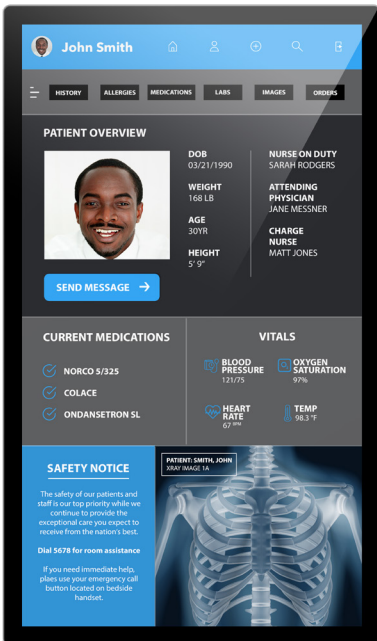 John Smith
HISTORY
ALLERGIES
MEDICATIONS
LABS
IMAGES
ORDERS
PATIENT OVERVIEW
DOB
03/21/1990
WEIGHT
168 LB
AGE
30YR
HEIGHT
5' 9"
NURSE ON DUTY
SARAH RODGERS
ATTENDING
PHYSICIAN
JANE MESSNER
CHARGE
NURSE
MATT JONES
SEND MESSAGE
CURRENT MEDICATIONS
NORCO 5/325
COLACE
ONDANSETRON SL
VITALS
BLOOD
PRESSURE
121/75
OXYGEN
SATURATION
97%
HEART
RATE
67 BPM
TEMP
98.3 °F
SAFETY NOTICE
The safety of our patients and
staff is our top priority while we
continue to provide the
exceptional care you expect to
receive from the nation's best.
Dial 5678 for room assistance
If you need immediate help,
plaes use your emergency call
button located on bedside
handset.
PATIENT: SMITH, JOHN
XRAY IMAGE 1A